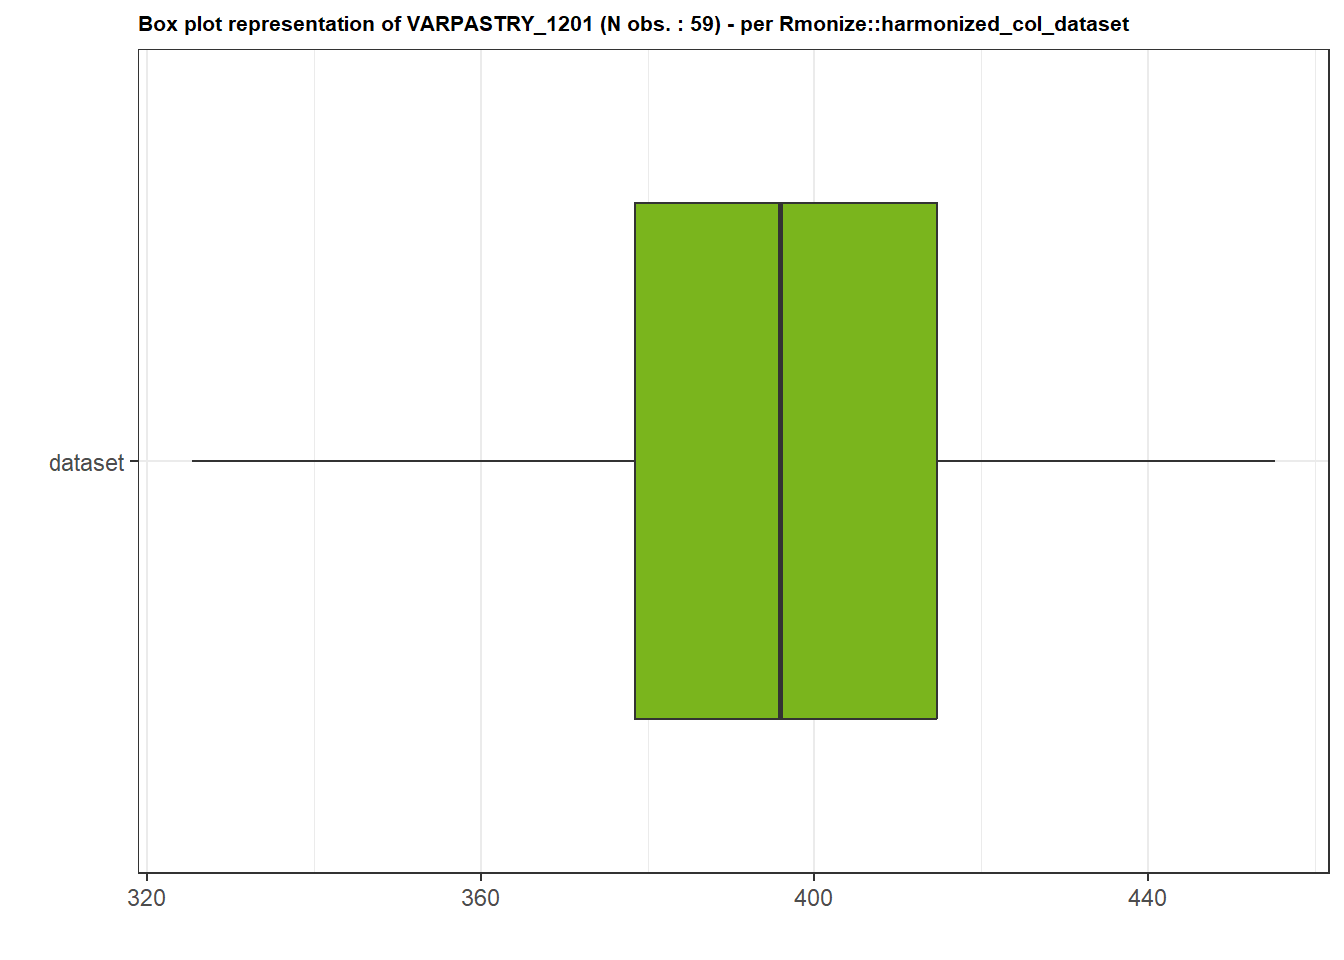 Box plot representation of VARPASTRY_1201 (N obs. : 59) - per Rmonize::harmonized_col_dataset
dataset
320 360 400 440